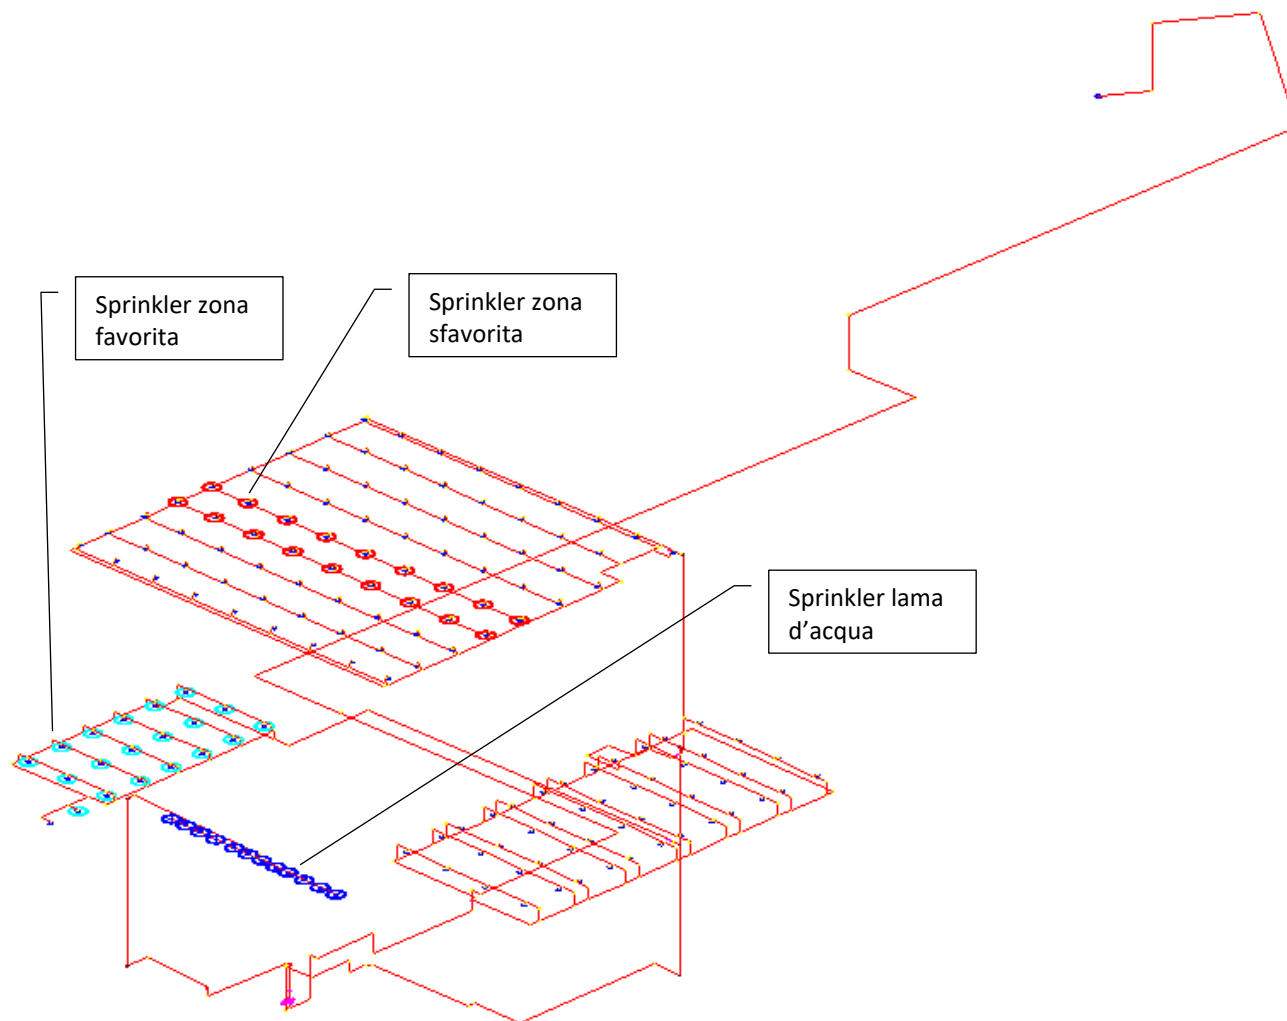 Sprinkler zona
favorita
Sprinkler zona
sfavorita
Sprinkler lama
d’acqua